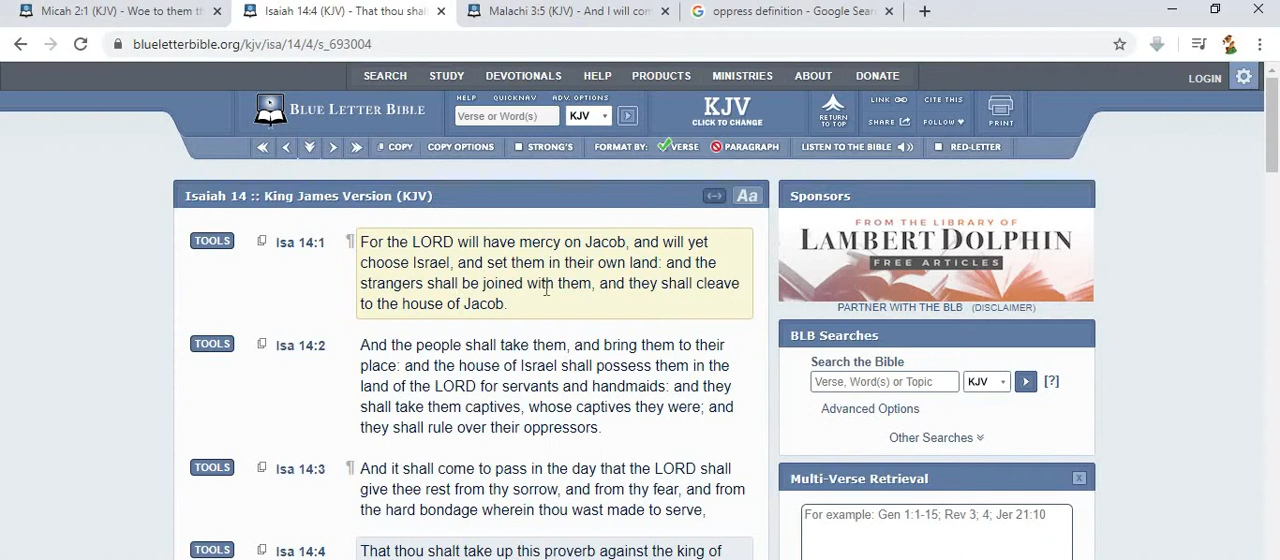 Micah 2:1 (KJV) - Woe to them th
Isaiah 14:4 (KJV) - That thou shal
Malachi 3:5 (KJV) - And I will com
oppress definition - Google Sear
blueletterbible.org/kjv/isa/14/4/s_693004
SEARCH STUDY DEVOTIONALS HELP PRODUCTS MINISTRIES ABOUT DONATE LOGIN
BLUE LETTER BIBLE
HELP QUICKNAV ADV. OPTIONS
Verse or Word(s) KJV
KJV
CLICK TO CHANGE
RETURN
TO TOP
LINK CITE THIS
SHARE FOLLOW
PRINT
COPY COPY OPTIONS STRONG'S FORMAT BY: VERSE PARAGRAPH LISTEN TO THE BIBLE RED-LETTER
Isaiah 14 :: King James Version (KJV) Aa
TOOLS Isa 14:1 ¶ For the LORD will have mercy on Jacob, and will yet
choose Israel, and set them in their own land: and the
strangers shall be joined with them, and they shall cleave
to the house of Jacob.
TOOLS Isa 14:2 And the people shall take them, and bring them to their
place: and the house of Israel shall possess them in the
land of the LORD for servants and handmaids: and they
shall take them captives, whose captives they were; and
they shall rule over their oppressors.
TOOLS Isa 14:3 ¶ And it shall come to pass in the day that the LORD shall
give thee rest from thy sorrow, and from thy fear, and from
the hard bondage wherein thou wast made to serve,
TOOLS Isa 14:4 That thou shalt take up this proverb against the king of
Sponsors
FROM THE LIBRARY OF
LAMBERT DOLPHIN
FREE ARTICLES
PARTNER WITH THE BLB (DISCLAIMER)
BLB Searches
Search the Bible
Verse, Word(s) or Topic KJV [?]
Advanced Options
Other Searches
Multi-Verse Retrieval x
For example: Gen 1:1-15; Rev 3; 4; Jer 21:10